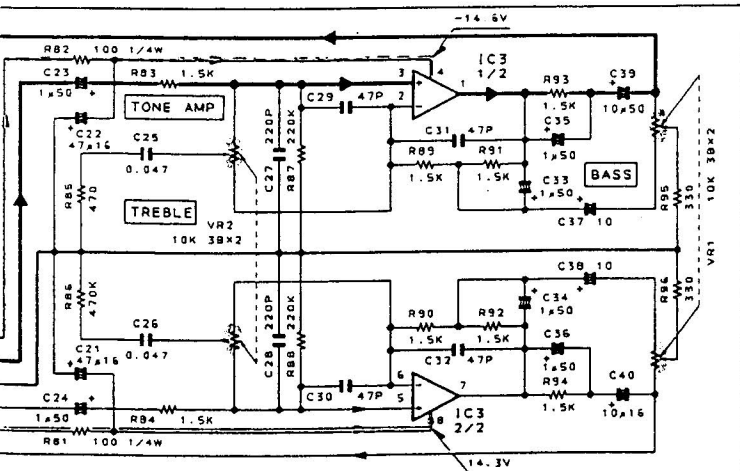 -14.6V
R82
100 1/4W
C23
1µ50
R83
1.5K
3
4
IC3
1/2
1
2
R93
1.5K
C39
10µ50
TONE AMP
C29
47P
C22
47µ16
C25
0.047
220P
C27
220K
R87
C31
47P
C35
1µ50
R89
1.5K
R91
1.5K
C33
1µ50
BASS
R85
470
TREBLE
VR2
10K 3B×2
C37
10
R95
330
10K 3B×2
VR1
R86
470K
C26
0.047
220P
C28
220K
R88
C38
10
R96
330
R90
1.5K
R92
1.5K
C34
1µ50
C32
47P
C36
1µ50
C21
47µ16
C24
1µ50
R84
1.5K
C30
47P
6
5
7
8
IC3
2/2
R94
1.5K
C40
10µ16
R81
100 1/4W
14.3V